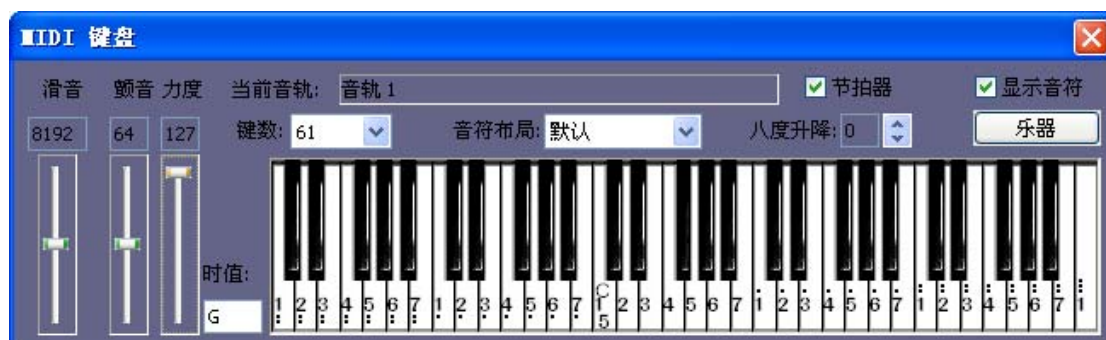 MIDI 键盘
滑音 颤音 力度 当前音轨: 音轨 1 节拍器 显示音符
8192 64 127 键数: 61 音符布局: 默认 八度升降: 0 乐器
时值:
G 1 2 3 4 5 6 7 1 2 3 4 5 6 7 C15 2 3 4 5 6 7 1 2 3 4 5 6 7 1 2 3 4 5 6 7 1